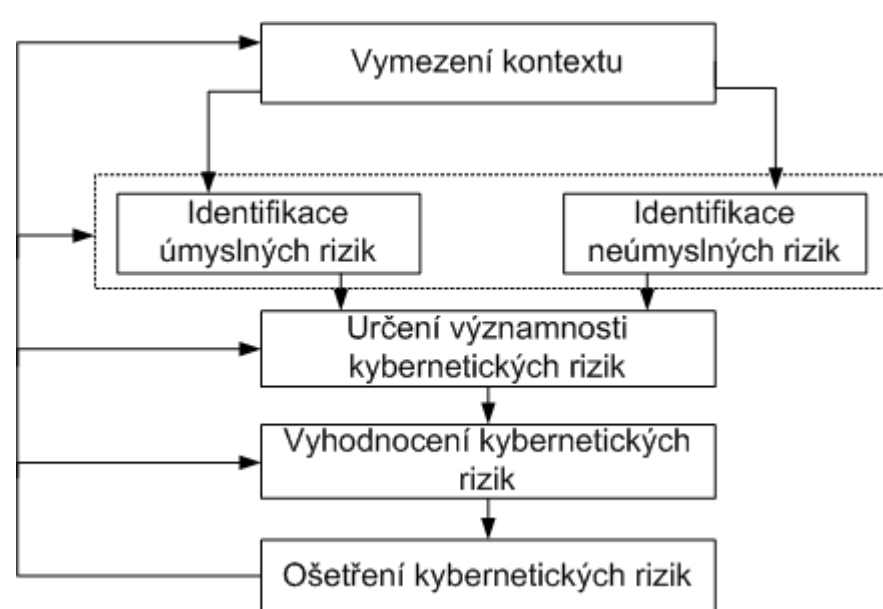 Vymezení kontextu
Identifikace
úmyslných rizik
Identifikace
neúmyslných rizik
Určení významnosti
kybernetických rizik
Vyhodnocení kybernetických
rizik
Ošetření kybernetických rizik